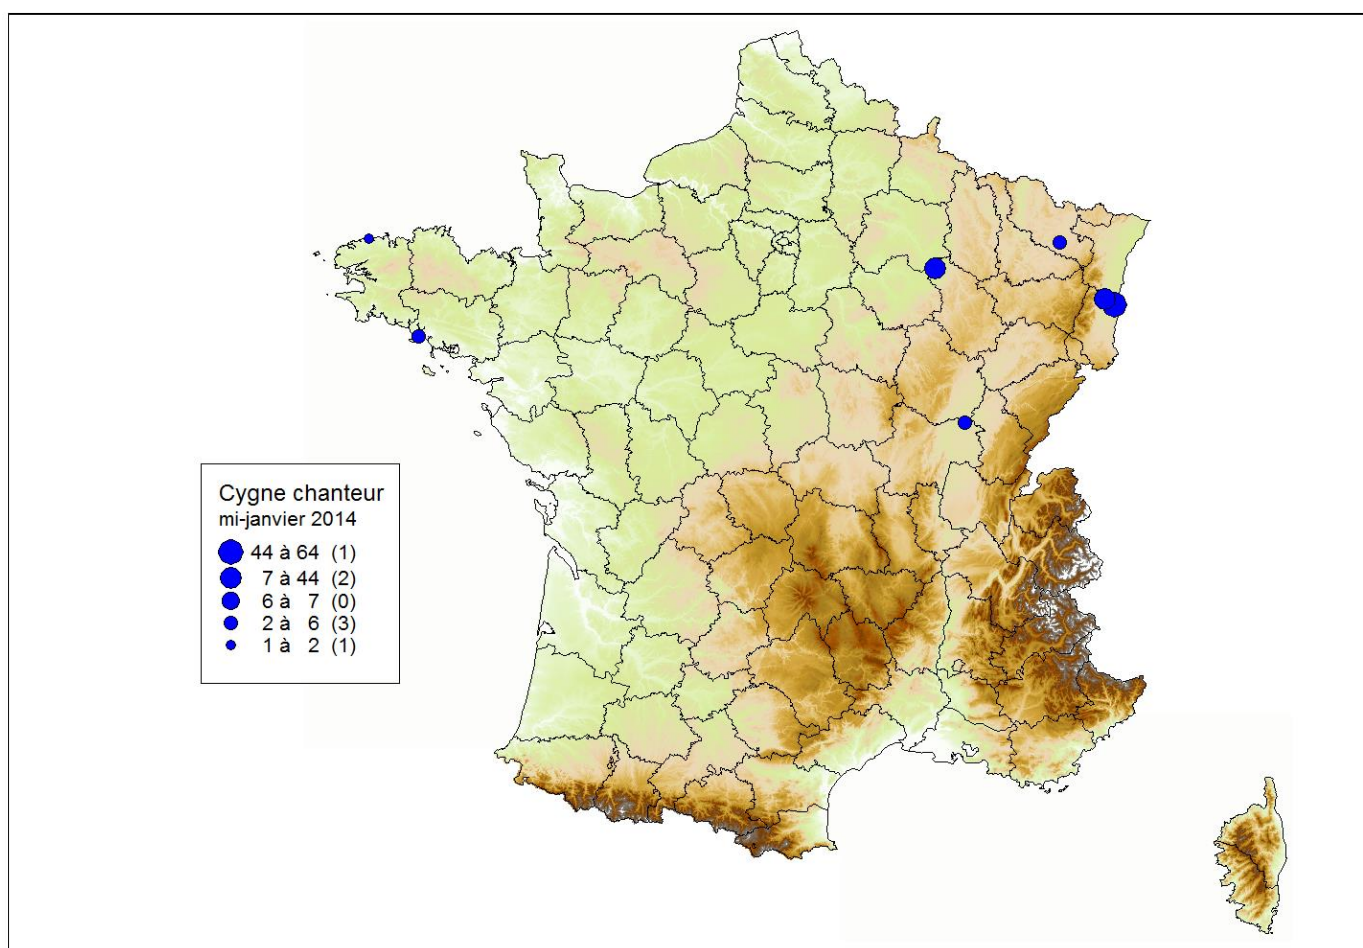 Cygne chanteur
mi-janvier 2014
44 à 64 (1)
7 à 44 (2)
6 à 7 (0)
2 à 6 (3)
1 à 2 (1)